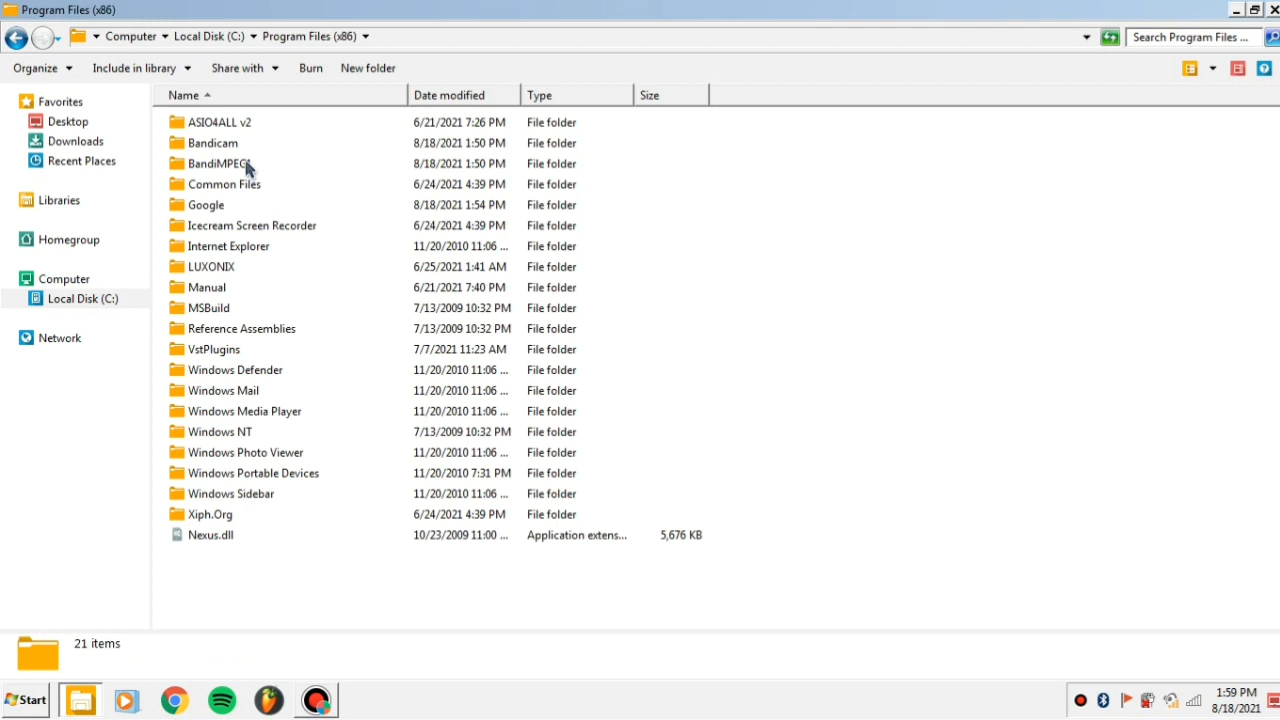 Program Files (x86)
Computer Local Disk (C:) Program Files (x86) Search Program Files ...
Organize Include in library Share with Burn New folder
Favorites
Desktop
Downloads
Recent Places
Libraries
Homegroup
Computer
Local Disk (C:)
Network
Name Date modified Type Size
ASIO4ALL v2 6/21/2021 7:26 PM File folder
Bandicam 8/18/2021 1:50 PM File folder
BandiMPEG1 8/18/2021 1:50 PM File folder
Common Files 6/24/2021 4:39 PM File folder
Google 8/18/2021 1:54 PM File folder
Icecream Screen Recorder 6/24/2021 4:39 PM File folder
Internet Explorer 11/20/2010 11:06 ... File folder
LUXONIX 6/25/2021 1:41 AM File folder
Manual 6/21/2021 7:40 PM File folder
MSBuild 7/13/2009 10:32 PM File folder
Reference Assemblies 7/13/2009 10:32 PM File folder
VstPlugins 7/7/2021 11:23 AM File folder
Windows Defender 11/20/2010 11:06 ... File folder
Windows Mail 11/20/2010 11:06 ... File folder
Windows Media Player 11/20/2010 11:06 ... File folder
Windows NT 7/13/2009 10:32 PM File folder
Windows Photo Viewer 11/20/2010 11:06 ... File folder
Windows Portable Devices 11/20/2010 7:31 PM File folder
Windows Sidebar 11/20/2010 11:06 ... File folder
Xiph.Org 6/24/2021 4:39 PM File folder
Nexus.dll 10/23/2009 11:00 ... Application extens... 5,676 KB
21 items
Start
1:59 PM
8/18/2021